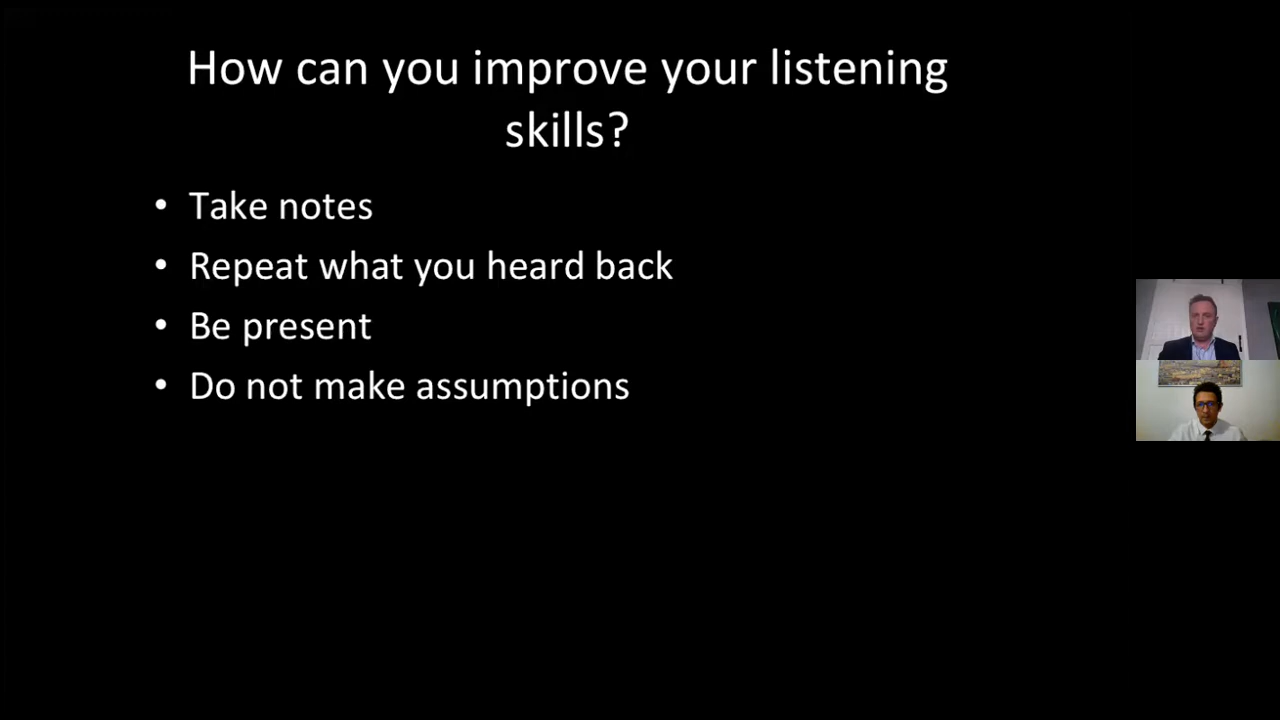 How can you improve your listening
skills?
• Take notes
• Repeat what you heard back
• Be present
• Do not make assumptions